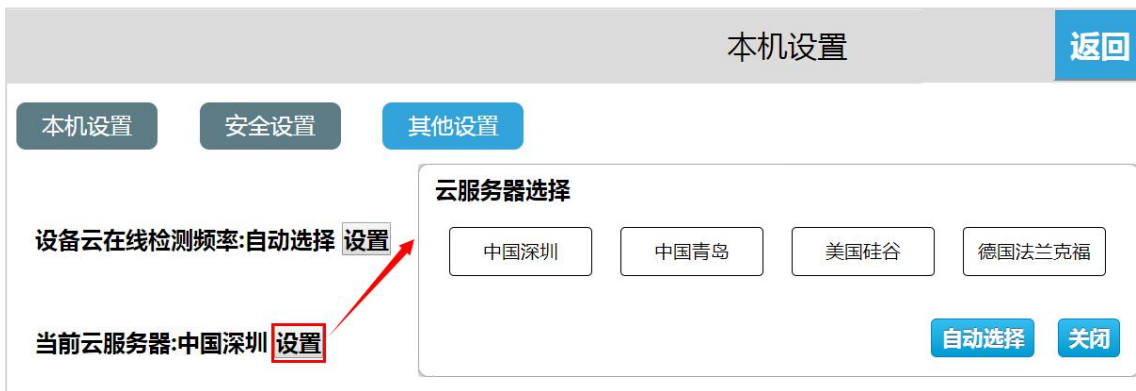 本机设置
返回
本机设置 安全设置 其他设置
云服务器选择
设备云在线检测频率:自动选择 设置
中国深圳 中国青岛 美国硅谷 德国法兰克福
当前云服务器:中国深圳 设置
自动选择 关闭